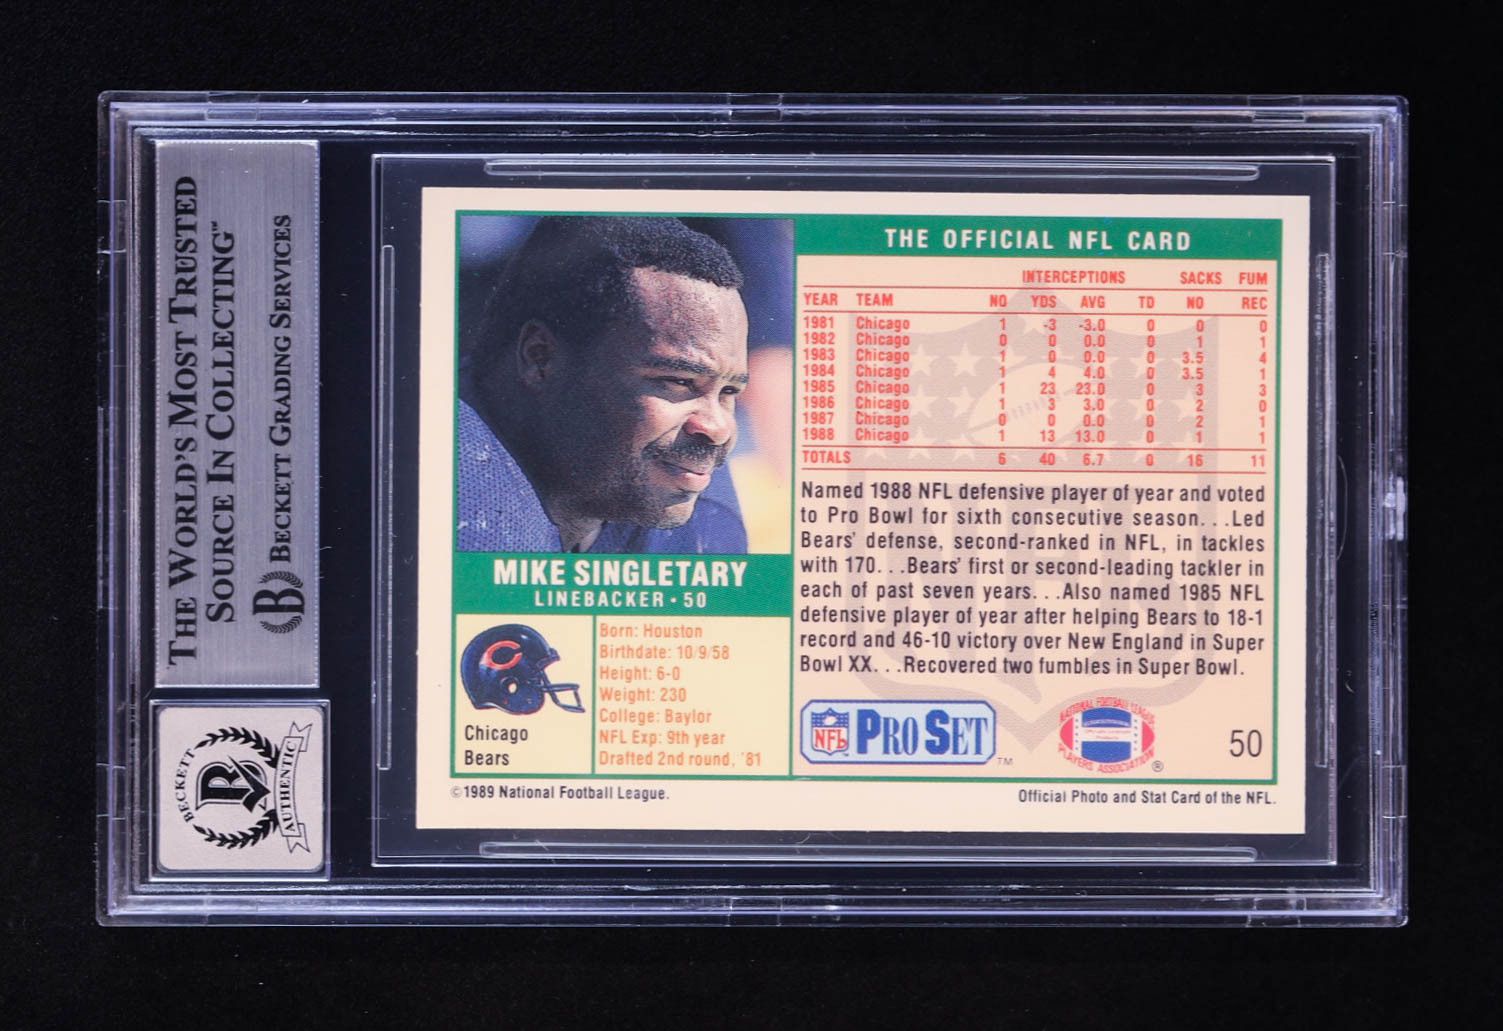 THE WORLD'S MOST TRUSTED
SOURCE IN COLLECTING™
BECKETT GRADING SERVICES
BECKETT
AUTHENTIC
THE OFFICIAL NFL CARD
INTERCEPTIONS SACKS FUM
YEAR TEAM NO YDS AVG TD NO REC
1981 Chicago 1 -3 -3.0 0 0 0
1982 Chicago 0 0 0.0 0 1 1
1983 Chicago 1 0 0.0 0 3.5 4
1984 Chicago 1 4 4.0 0 3.5 1
1985 Chicago 1 23 23.0 0 3 3
1986 Chicago 1 3 3.0 0 2 0
1987 Chicago 0 0 0.0 0 2 1
1988 Chicago 1 13 13.0 0 1 1
TOTALS 6 40 6.7 0 16 11
Named 1988 NFL defensive player of year and voted
to Pro Bowl for sixth consecutive season...Led
Bears' defense, second-ranked in NFL, in tackles
with 170...Bears' first or second-leading tackler in
each of past seven years...Also named 1985 NFL
defensive player of year after helping Bears to 18-1
record and 46-10 victory over New England in Super
Bowl XX...Recovered two fumbles in Super Bowl.
MIKE SINGLETARY
LINEBACKER • 50
Chicago
Bears
Born: Houston
Birthdate: 10/9/58
Height: 6-0
Weight: 230
College: Baylor
NFL Exp: 9th year
Drafted 2nd round, '81
NFL PRO SET ™
NATIONAL FOOTBALL LEAGUE
PLAYERS ASSOCIATION ®
50
©1989 National Football League.
Official Photo and Stat Card of the NFL.